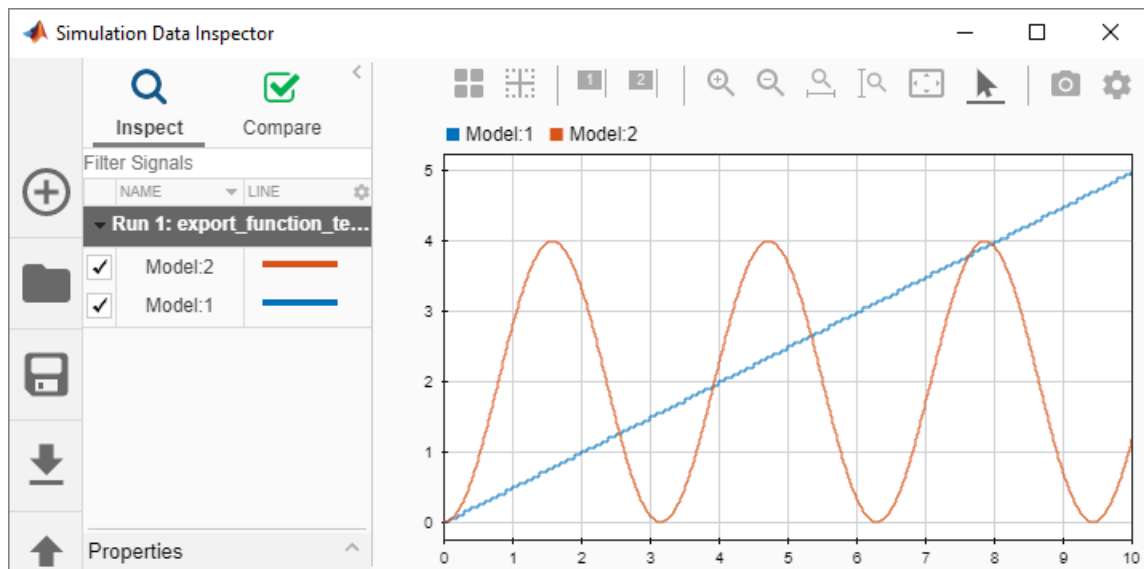 Simulation Data Inspector
Inspect Compare
Filter Signals
NAME LINE
Run 1: export_function_te...
Model:2
Model:1
Properties
1 2
Model:1 Model:2
5
4
3
2
1
0
0 1 2 3 4 5 6 7 8 9 10